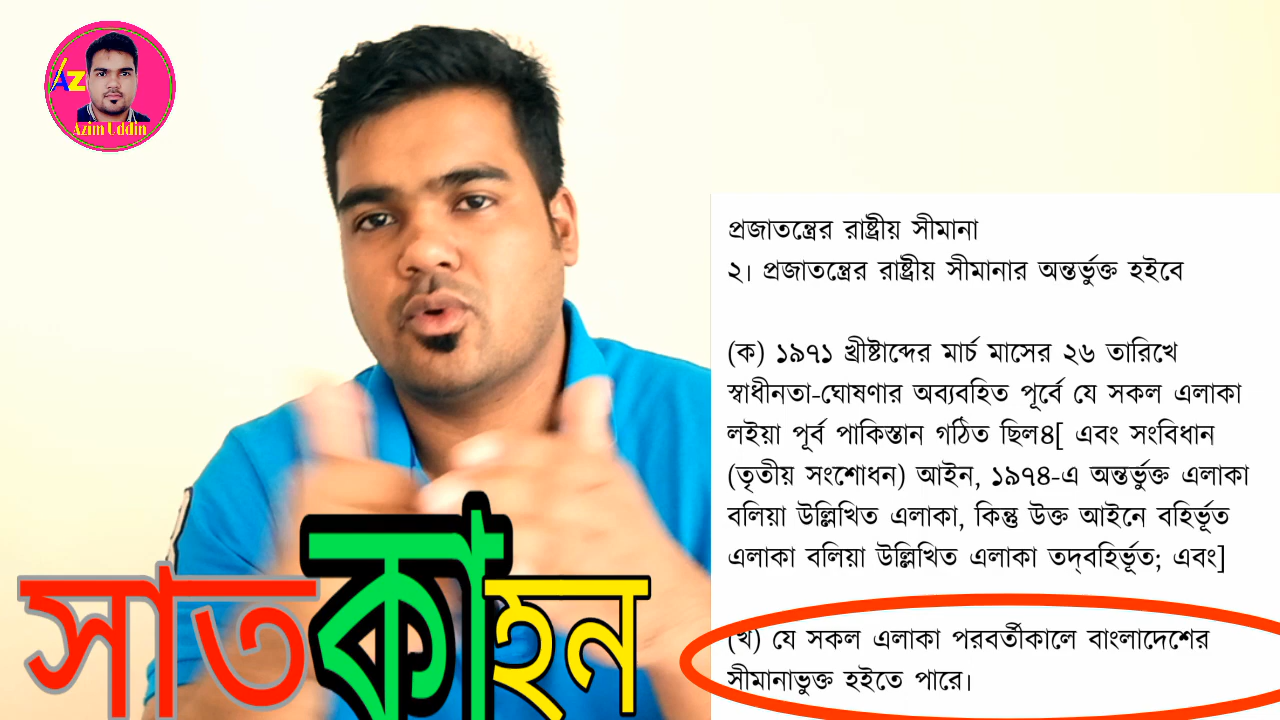 AZ
Azim Uddin
প্রজাতন্ত্রের রাষ্ট্রীয় সীমানা
২। প্রজাতন্ত্রের রাষ্ট্রীয় সীমানার অন্তর্ভুক্ত হইবে
(ক) ১৯৭১ খ্রীষ্টাব্দের মার্চ মাসের ২৬ তারিখে
স্বাধীনতা-ঘোষণার অব্যবহিত পূর্বে যে সকল এলাকা
লইয়া পূর্ব পাকিস্তান গঠিত ছিল৪[ এবং সংবিধান
(তৃতীয় সংশোধন) আইন, ১৯৭৪-এ অন্তর্ভুক্ত এলাকা
বলিয়া উল্লিখিত এলাকা, কিন্তু উক্ত আইনে বহির্ভূত
এলাকা বলিয়া উল্লিখিত এলাকা তদ্‌বহির্ভূত; এবং]
(খ) যে সকল এলাকা পরবর্তীকালে বাংলাদেশের
সীমানাভুক্ত হইতে পারে।
সাতকাহন